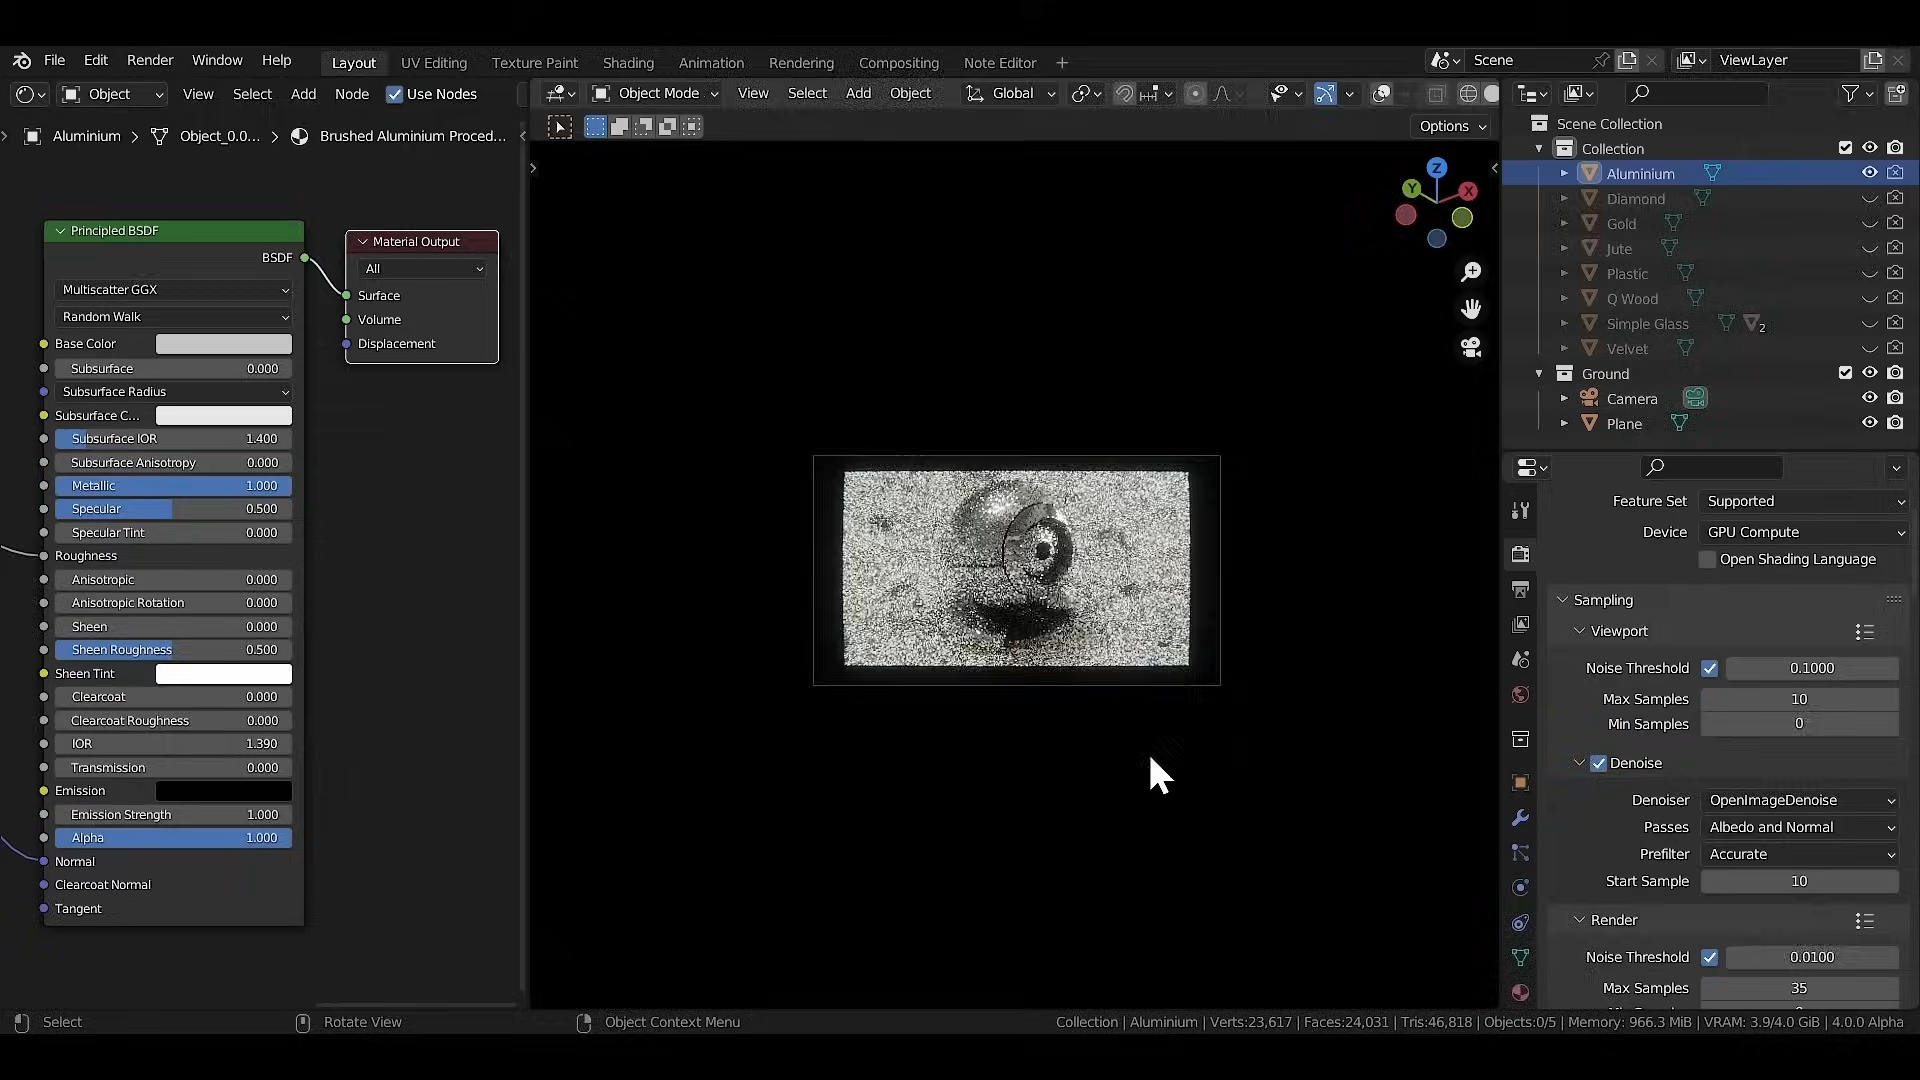 File Edit Render Window Help Layout UV Editing Texture Paint Shading Modeling Animation Rendering Compositing Note Editor + Scene ViewLayer
Object View Select Add Node Use Nodes Object Mode View Select Add Object Global
Options
Aluminium > Object_0.0... > Brushed Aluminium Proced...
Principled BSDF
BSDF
Multiscatter GGX
Random Walk
Base Color
Subsurface 0.000
Subsurface Radius
Subsurface C...
Subsurface IOR 1.400
Subsurface Anisotropy 0.000
Metallic 1.000
Specular 0.500
Specular Tint 0.000
Roughness
Anisotropic 0.000
Anisotropic Rotation 0.000
Sheen 0.000
Sheen Roughness 0.500
Sheen Tint
Clearcoat 0.000
Clearcoat Roughness 0.000
IOR 1.390
Transmission 0.000
Emission
Emission Strength 1.000
Alpha 1.000
Normal
Clearcoat Normal
Tangent
Material Output
All
Surface
Volume
Displacement
Z
Y
X
Scene Collection
Collection
Aluminium
Diamond
Gold
Jute
Plastic
Q Wood
Simple Glass 2
Velvet
Ground
Camera
Plane
Feature Set Supported
Device GPU Compute
Open Shading Language
Sampling
Viewport
Noise Threshold 0.1000
Max Samples 10
Min Samples 0
Denoise
Denoiser OpenImageDenoise
Passes Albedo and Normal
Prefilter Accurate
Start Sample 10
Render
Noise Threshold 0.0100
Max Samples 35
Select Rotate View Object Context Menu Collection | Aluminium | Verts:23,617 | Faces:24,031 | Tris:46,818 | Objects:0/5 | Memory: 966.3 MiB | VRAM: 3.9/4.0 GiB | 4.0.0 Alpha